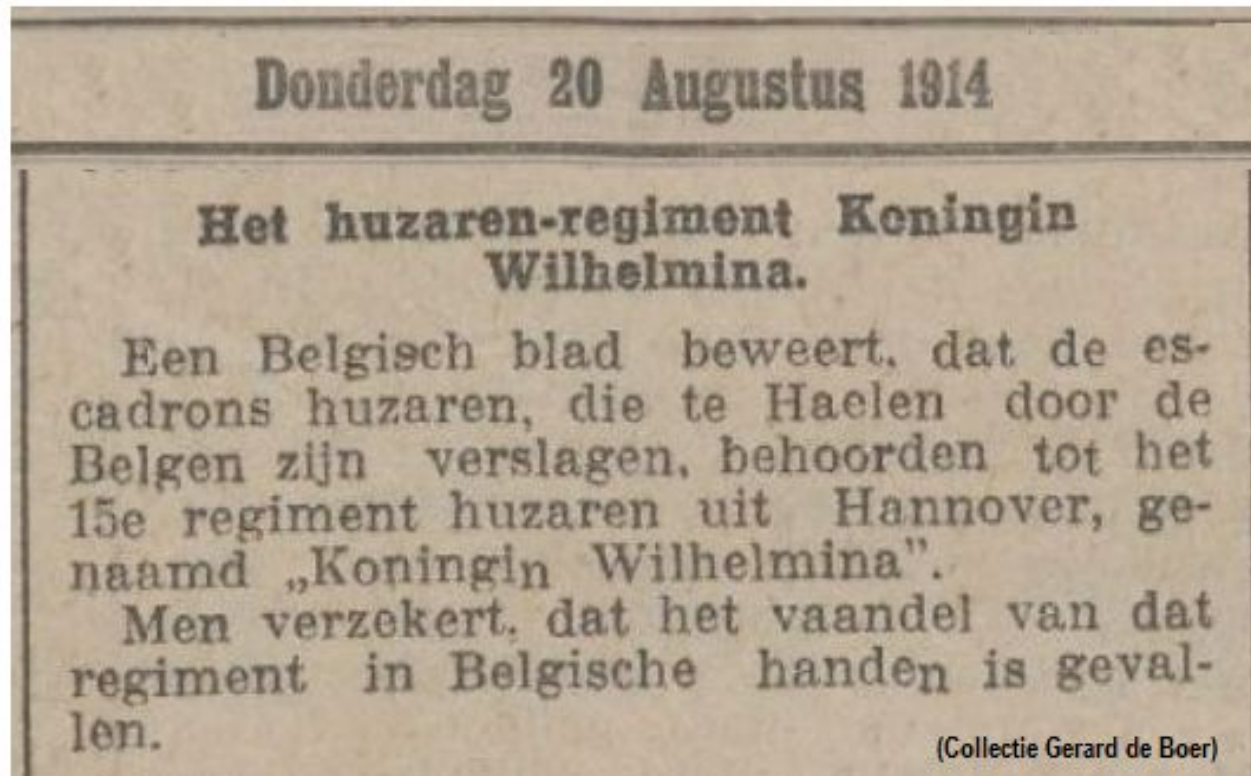 Donderdag 20 Augustus 1914
Het huzaren-regiment Koningin
Wilhelmina.
Een Belgisch blad beweert, dat de es-
cadrons huzaren, die te Haelen door de
Belgen zijn verslagen, behoorden tot het
15e regiment huzaren uit Hannover, ge-
naamd „Koningin Wilhelmina”.
Men verzekert, dat het vaandel van dat
regiment in Belgische handen is geval-
len.
(Collectie Gerard de Boer)